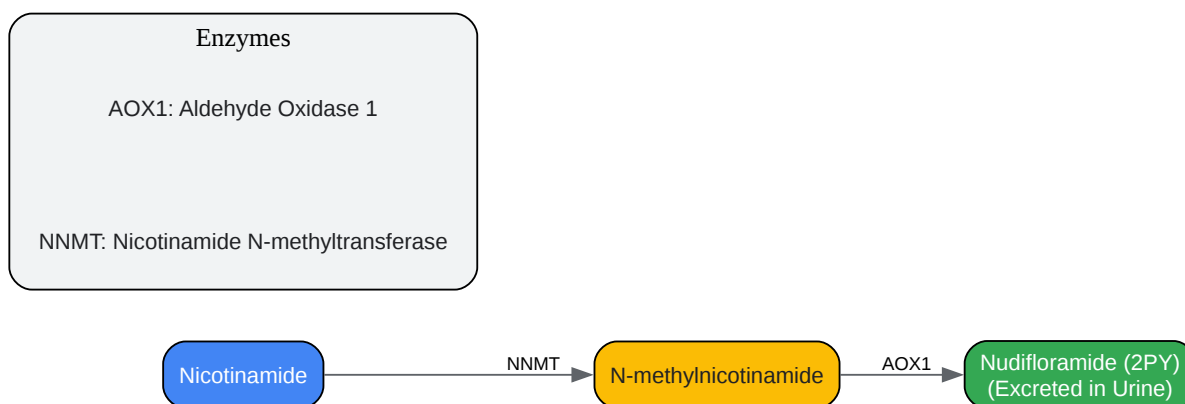 Enzymes
AOX1: Aldehyde Oxidase 1
NNMT: Nicotinamide N-methyltransferase
Nicotinamide
NNMT
N-methylnicotinamide
AOX1
Nudifloramide (2PY)
(Excreted in Urine)